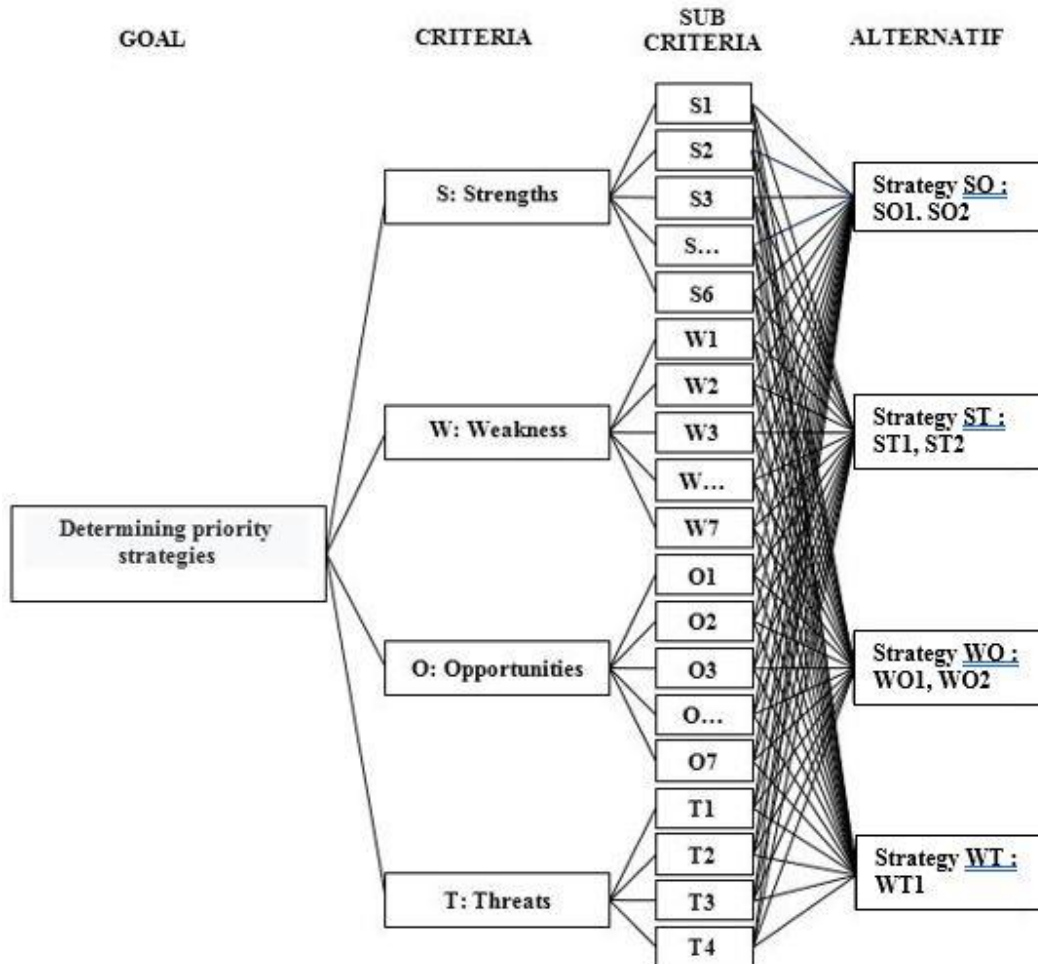 GOAL
CRITERIA
SUB
CRITERIA
ALTERNATIF
S1
S2
S3
S...
S6
W1
W2
W3
W...
W7
O1
O2
O3
O...
O7
T1
T2
T3
T4
S: Strengths
W: Weakness
O: Opportunities
T: Threats
Determining priority
strategies
Strategy SO :
SO1. SO2
Strategy ST :
ST1, ST2
Strategy WO :
WO1, WO2
Strategy WT :
WT1